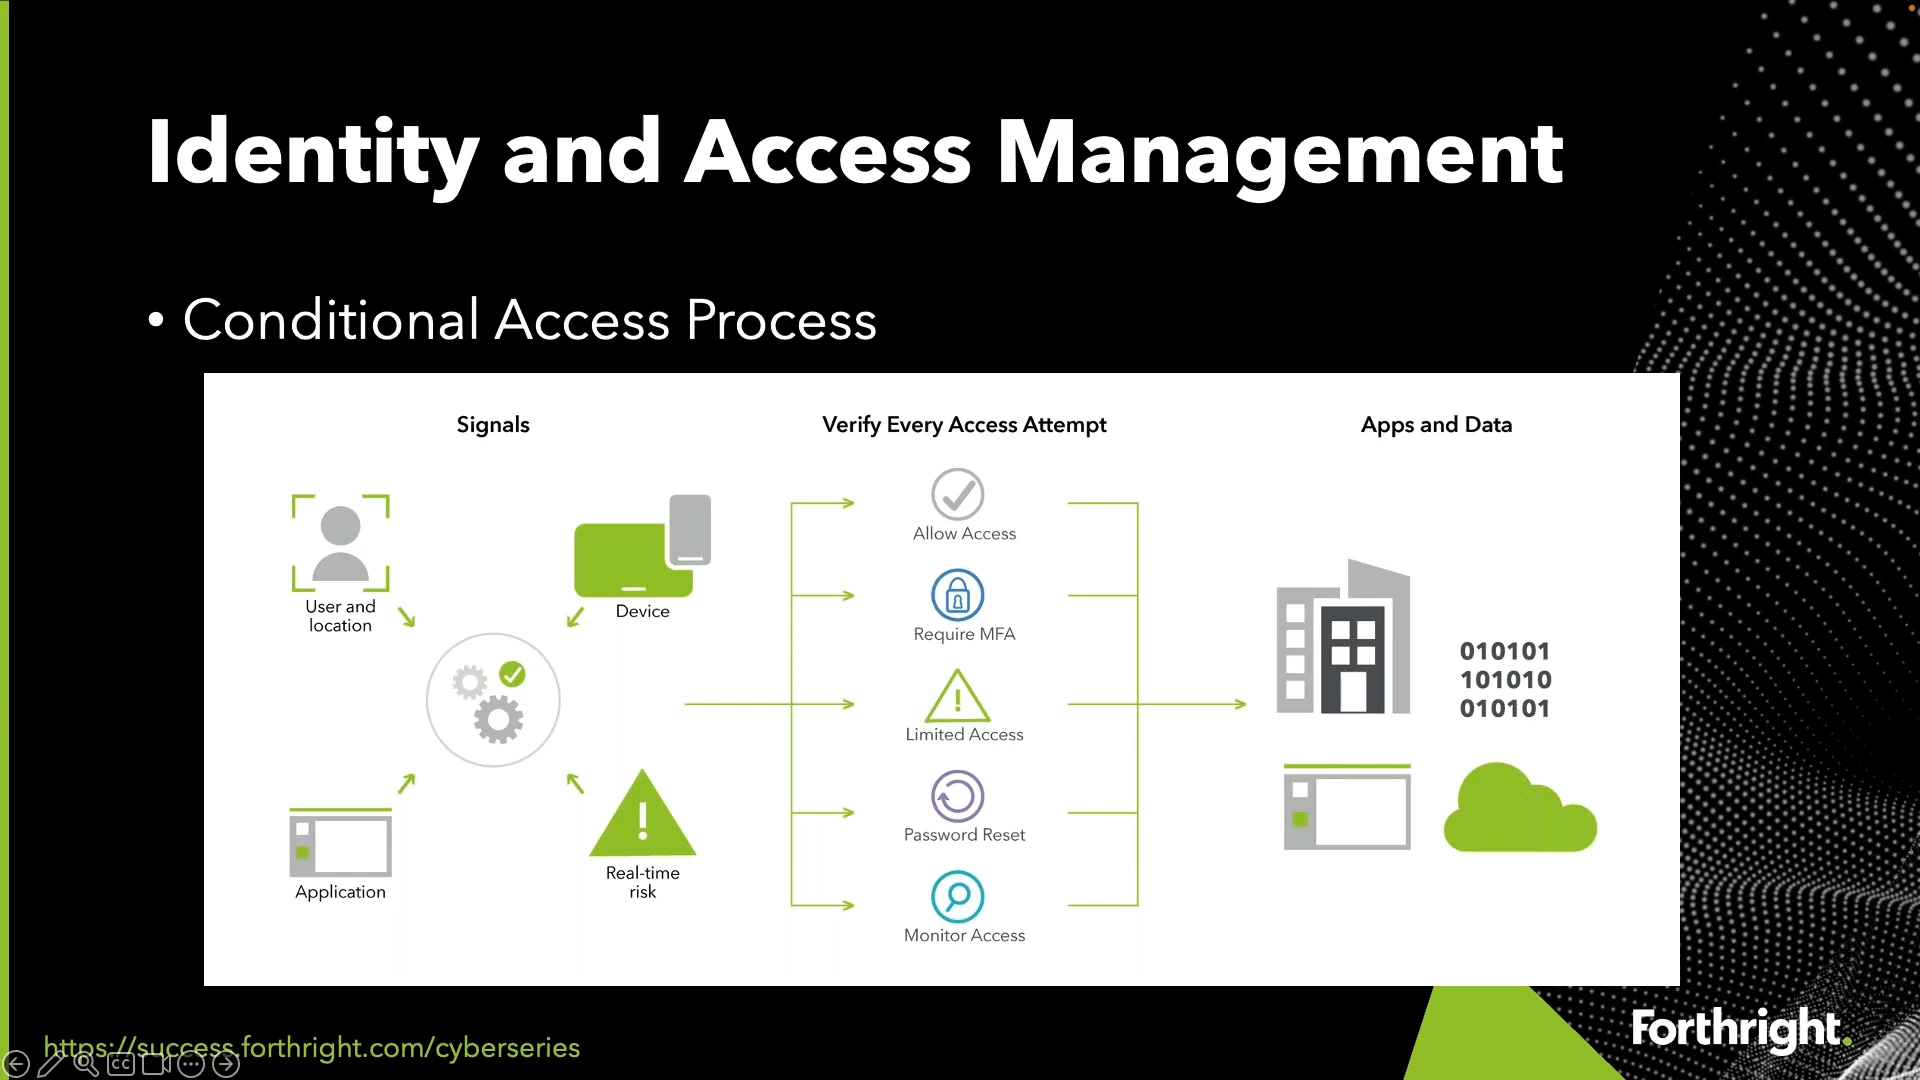 Identity and Access Management
• Conditional Access Process
Signals
User and
location
Device
Application
Real-time
risk
Verify Every Access Attempt
Allow Access
Require MFA
Limited Access
Password Reset
Monitor Access
Apps and Data
010101
101010
010101
https://success.forthright.com/cyberseries
CC
Forthright.